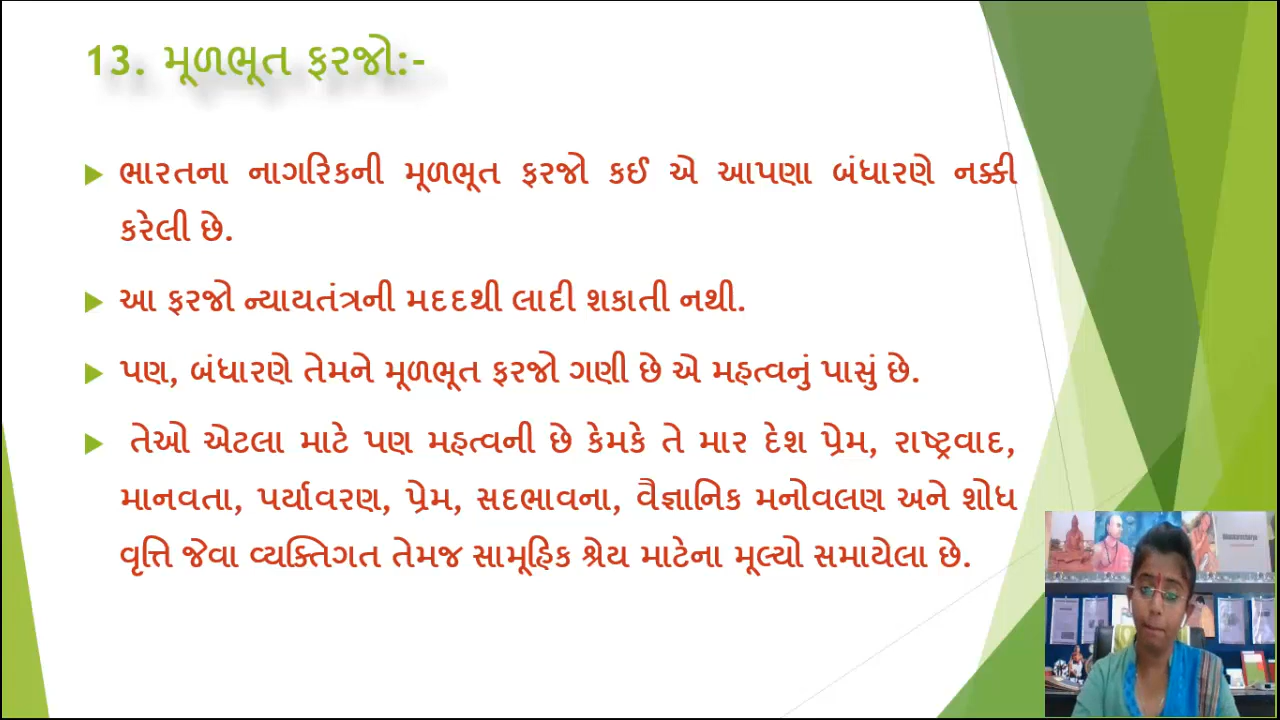 13. મૂળભૂત ફરજો:-
ભારતના નાગરિકની મૂળભૂત ફરજો કઈ એ આપણા બંધારણે નક્કી
કરેલી છે.
આ ફરજો ન્યાયતંત્રની મદદથી લાદી શકાતી નથી.
પણ, બંધારણે તેમને મૂળભૂત ફરજો ગણી છે એ મહત્વનું પાસું છે.
તેઓ એટલા માટે પણ મહત્વની છે કેમકે તે માર દેશ પ્રેમ, રાષ્ટ્રવાદ,
માનવતા, પર્યાવરણ, પ્રેમ, સદભાવના, વૈજ્ઞાનિક મનોવલણ અને શોધ
વૃત્તિ જેવા વ્યક્તિગત તેમજ સામૂહિક શ્રેય માટેના મૂલ્યો સમાયેલા છે.